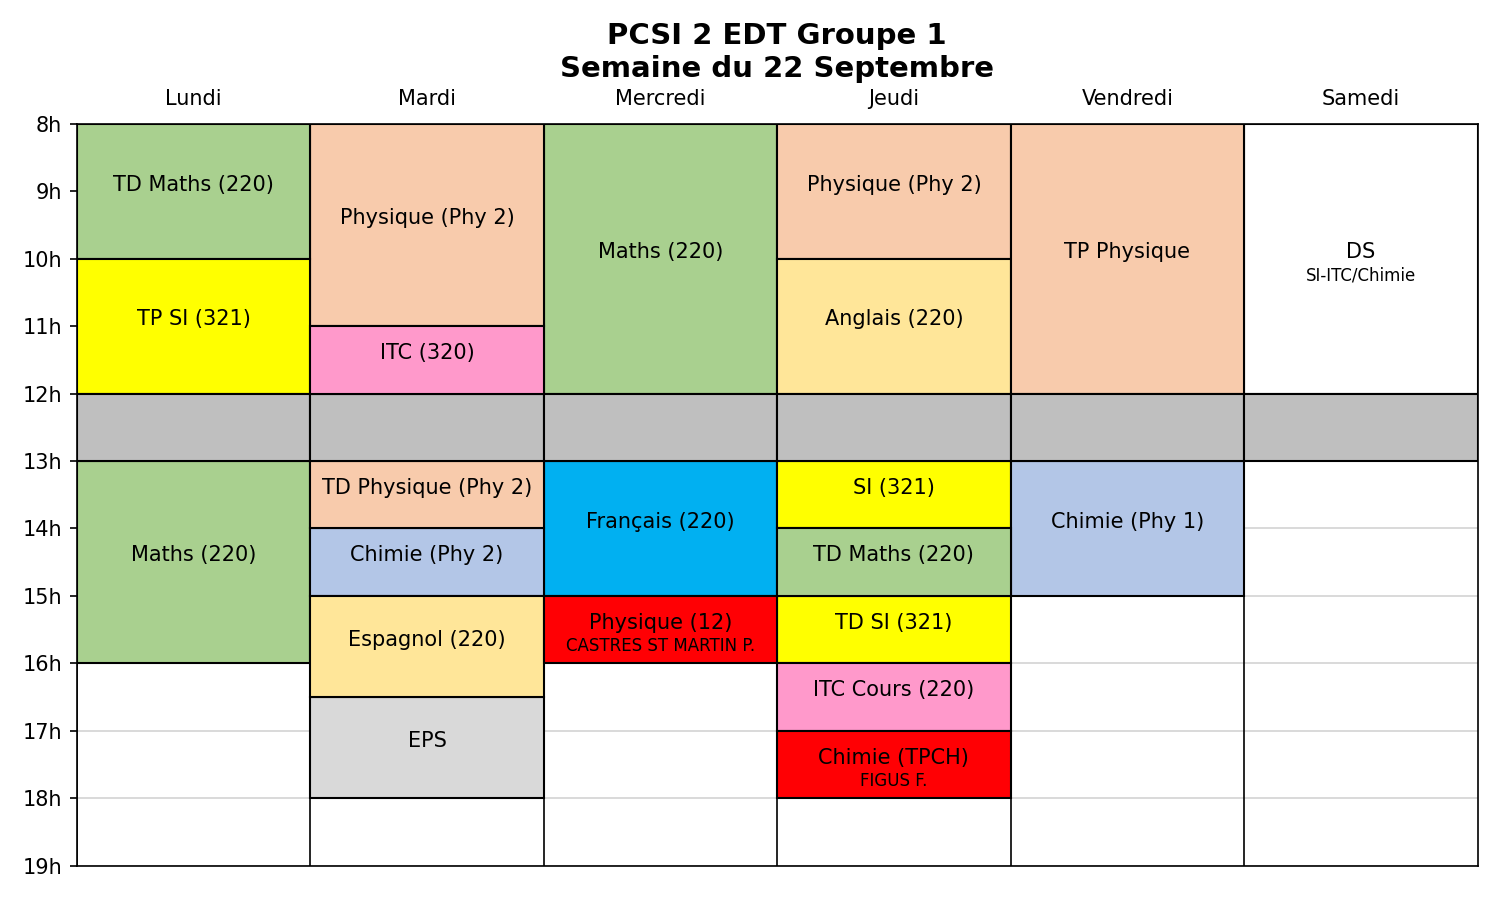 PCSI 2 EDT Groupe 1
Semaine du 22 Septembre
Lundi
Mardi
Mercredi
Jeudi
Vendredi
Samedi
8h
9h
10h
11h
12h
13h
14h
15h
16h
17h
18h
19h
TD Maths (220)
TP SI (321)
Maths (220)
Physique (Phy 2)
ITC (320)
TD Physique (Phy 2)
Chimie (Phy 2)
Espagnol (220)
EPS
Maths (220)
Français (220)
Physique (12)
CASTRES ST MARTIN P.
Physique (Phy 2)
Anglais (220)
SI (321)
TD Maths (220)
TD SI (321)
ITC Cours (220)
Chimie (TPCH)
FIGUS F.
TP Physique
Chimie (Phy 1)
DS
SI-ITC/Chimie